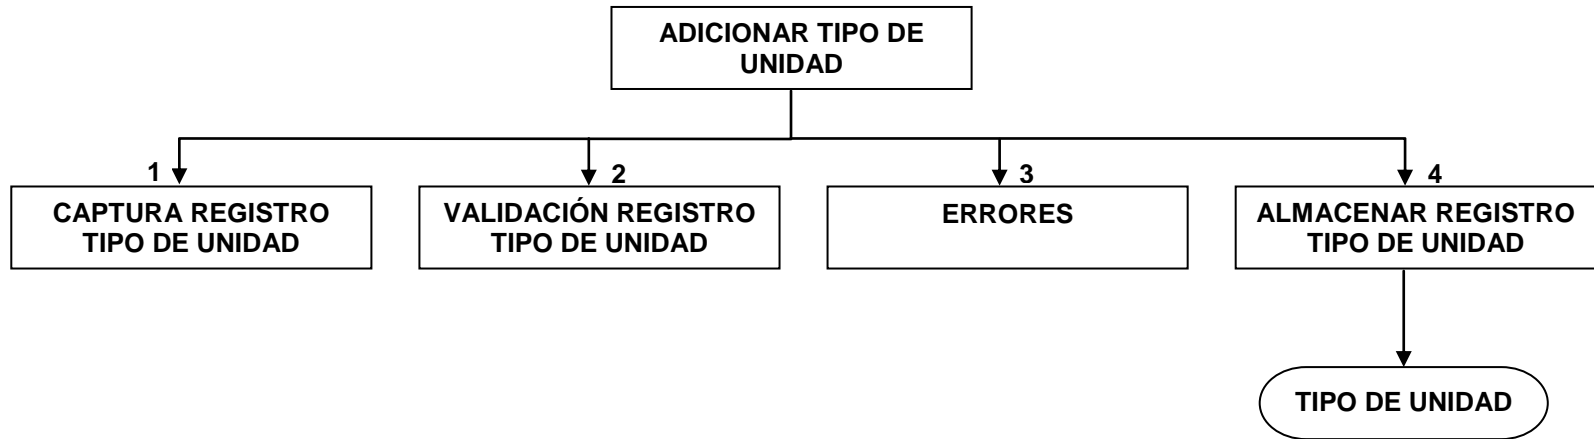 ADICIONAR TIPO DE
UNIDAD
1
2
3
4
CAPTURA REGISTRO
TIPO DE UNIDAD
VALIDACIÓN REGISTRO
TIPO DE UNIDAD
ERRORES
ALMACENAR REGISTRO
TIPO DE UNIDAD
TIPO DE UNIDAD